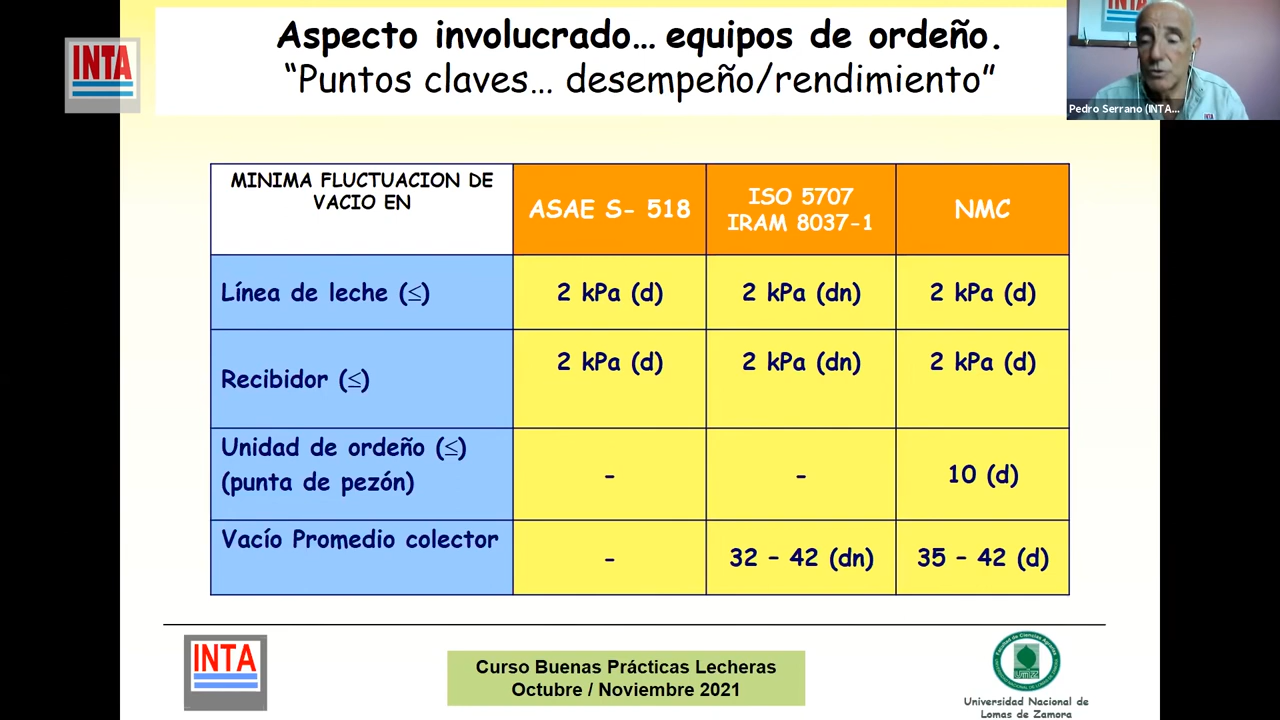 Aspecto involucrado... equipos de ordeño.
“Puntos claves... desempeño/rendimiento”
INTA
INTA
Pedro Serrano (INTA...
MINIMA FLUCTUACION DE
VACIO EN
ASAE S- 518
ISO 5707
IRAM 8037-1
NMC
Línea de leche (≤)
2 kPa (d)
2 kPa (dn)
2 kPa (d)
Recibidor (≤)
2 kPa (d)
2 kPa (dn)
2 kPa (d)
Unidad de ordeño (≤)
(punta de pezón)
-
-
10 (d)
Vacío Promedio colector
-
32 – 42 (dn)
35 – 42 (d)
INTA
Curso Buenas Prácticas Lecheras
Octubre / Noviembre 2021
Universidad Nacional de
Lomas de Zamora